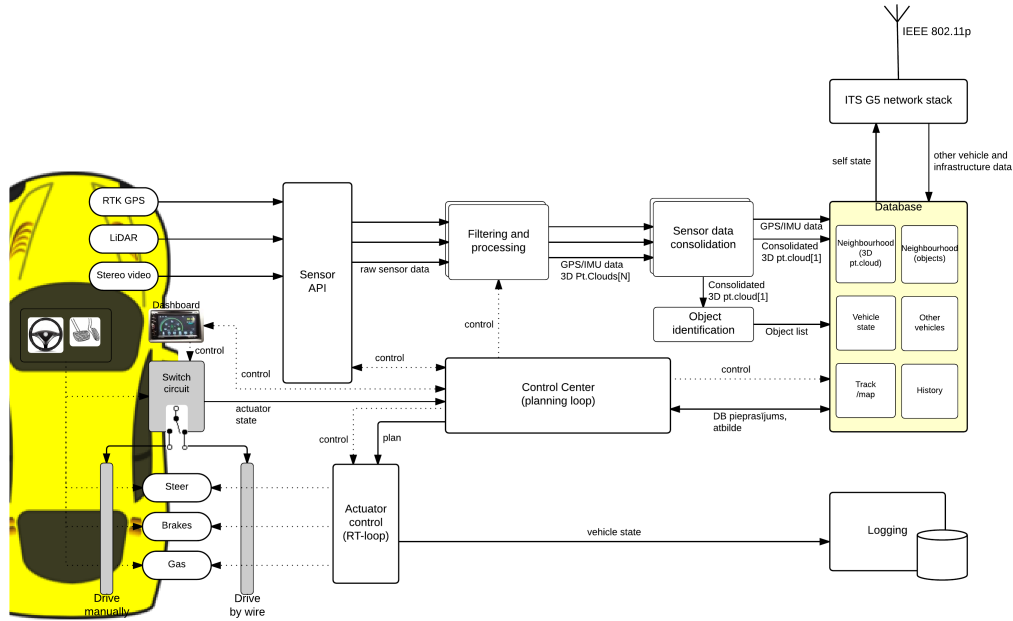 IEEE 802.11p
ITS G5 network stack
self state
other vehicle and
infrastructure data
RTK GPS
LiDAR
Stereo video
Sensor
API
raw sensor data
Filtering and
processing
GPS/IMU data
3D Pt.Clouds[N]
Sensor data
consolidation
GPS/IMU data
Consolidated
3D pt.cloud[1]
Consolidated
3D pt.cloud[1]
Object
identification
Object list
Database
Neighbourhood
(3D
pt.cloud)
Neighbourhood
(objects)
Vehicle
state
Other
vehicles
Track
/map
History
Dashboard
control
control
control
control
Switch
circuit
actuator
state
Control Center
(planning loop)
control
DB pieprasījums,
atbilde
control
plan
Steer
Brakes
Gas
Actuator
control
(RT-loop)
vehicle state
Logging
Drive
manually
Drive
by wire